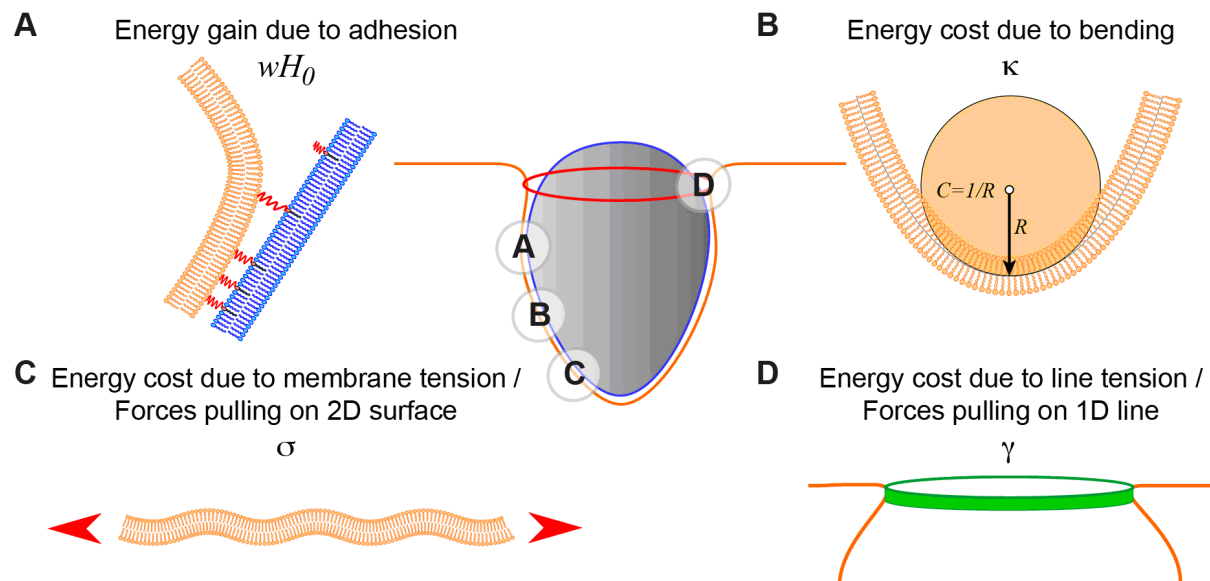 A
Energy gain due to adhesion
wH₀
B
Energy cost due to bending
κ
C=1/R
R
D
A
B
C
C
Energy cost due to membrane tension /
Forces pulling on 2D surface
σ
D
Energy cost due to line tension /
Forces pulling on 1D line
γ